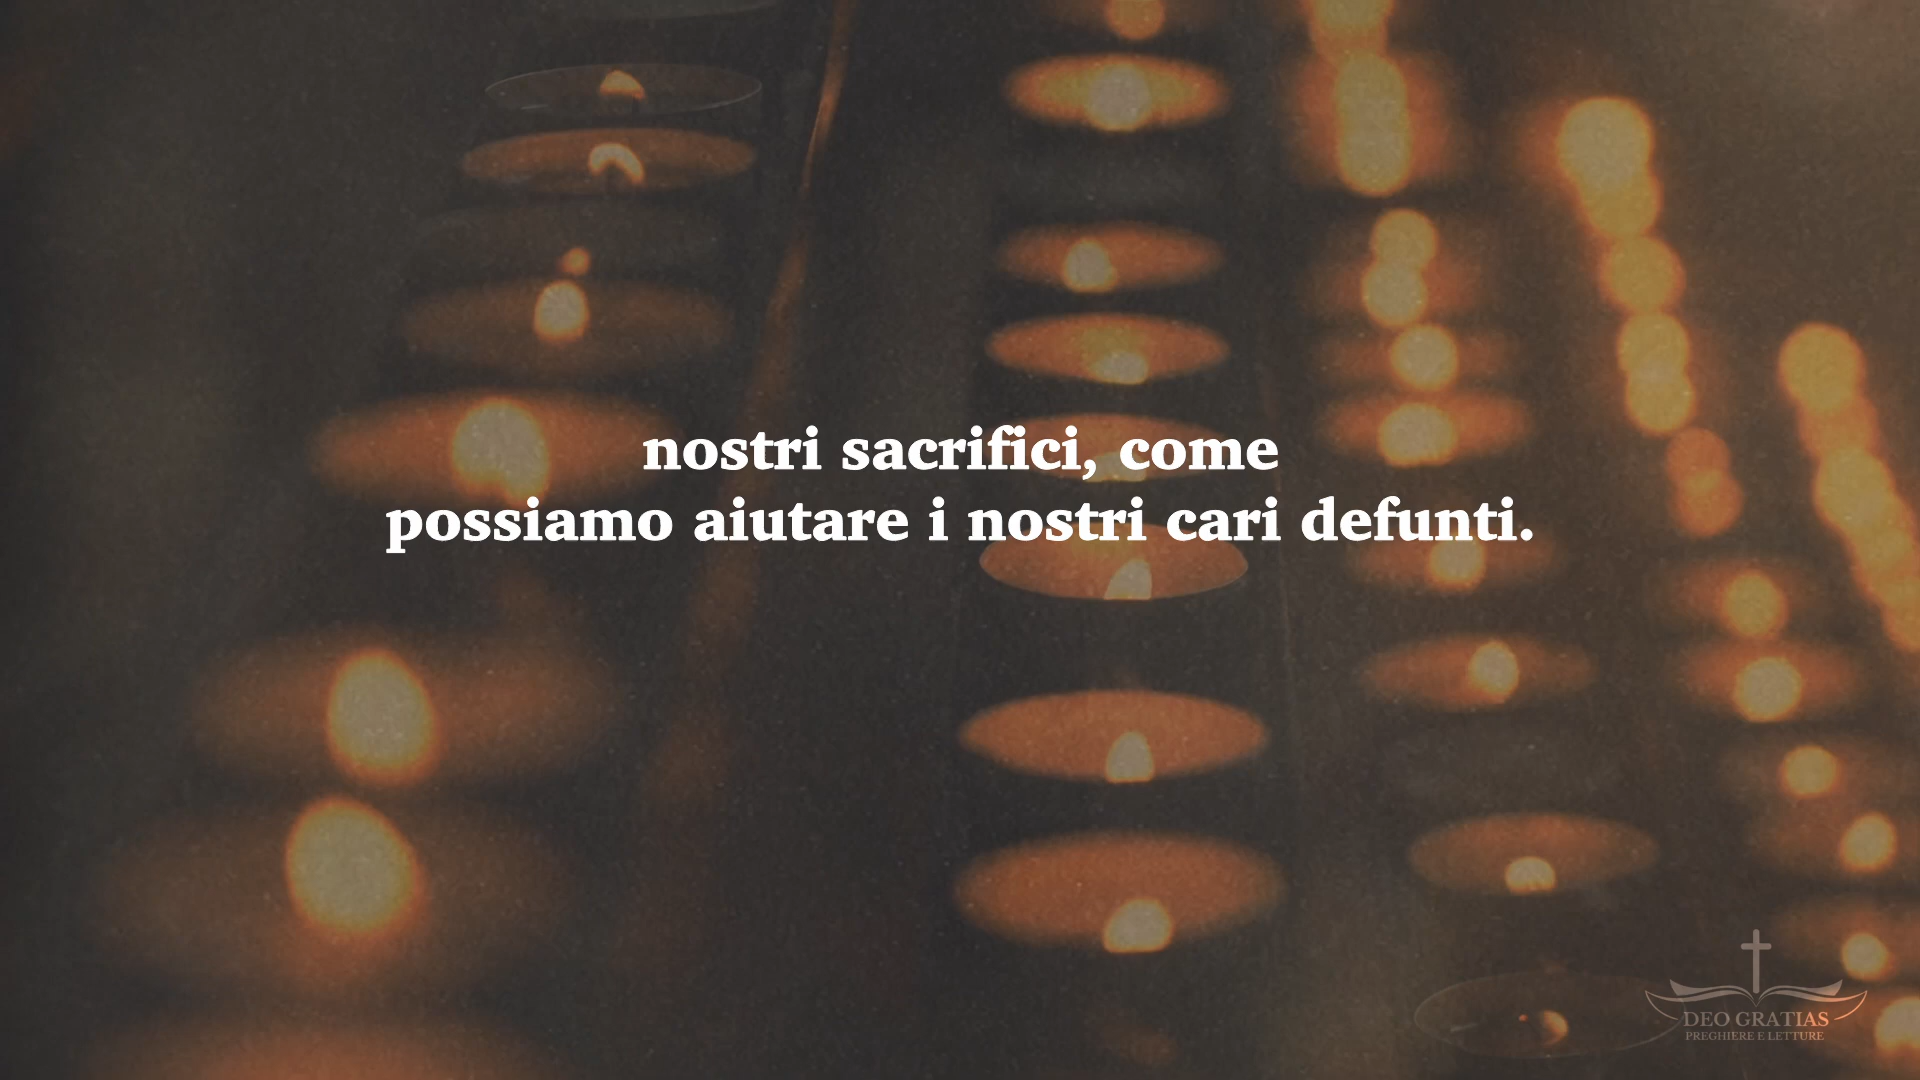 nostri sacrifici, come
possiamo aiutare i nostri cari defunti.
DEO GRATIAS
PREGHIERE E LETTURE